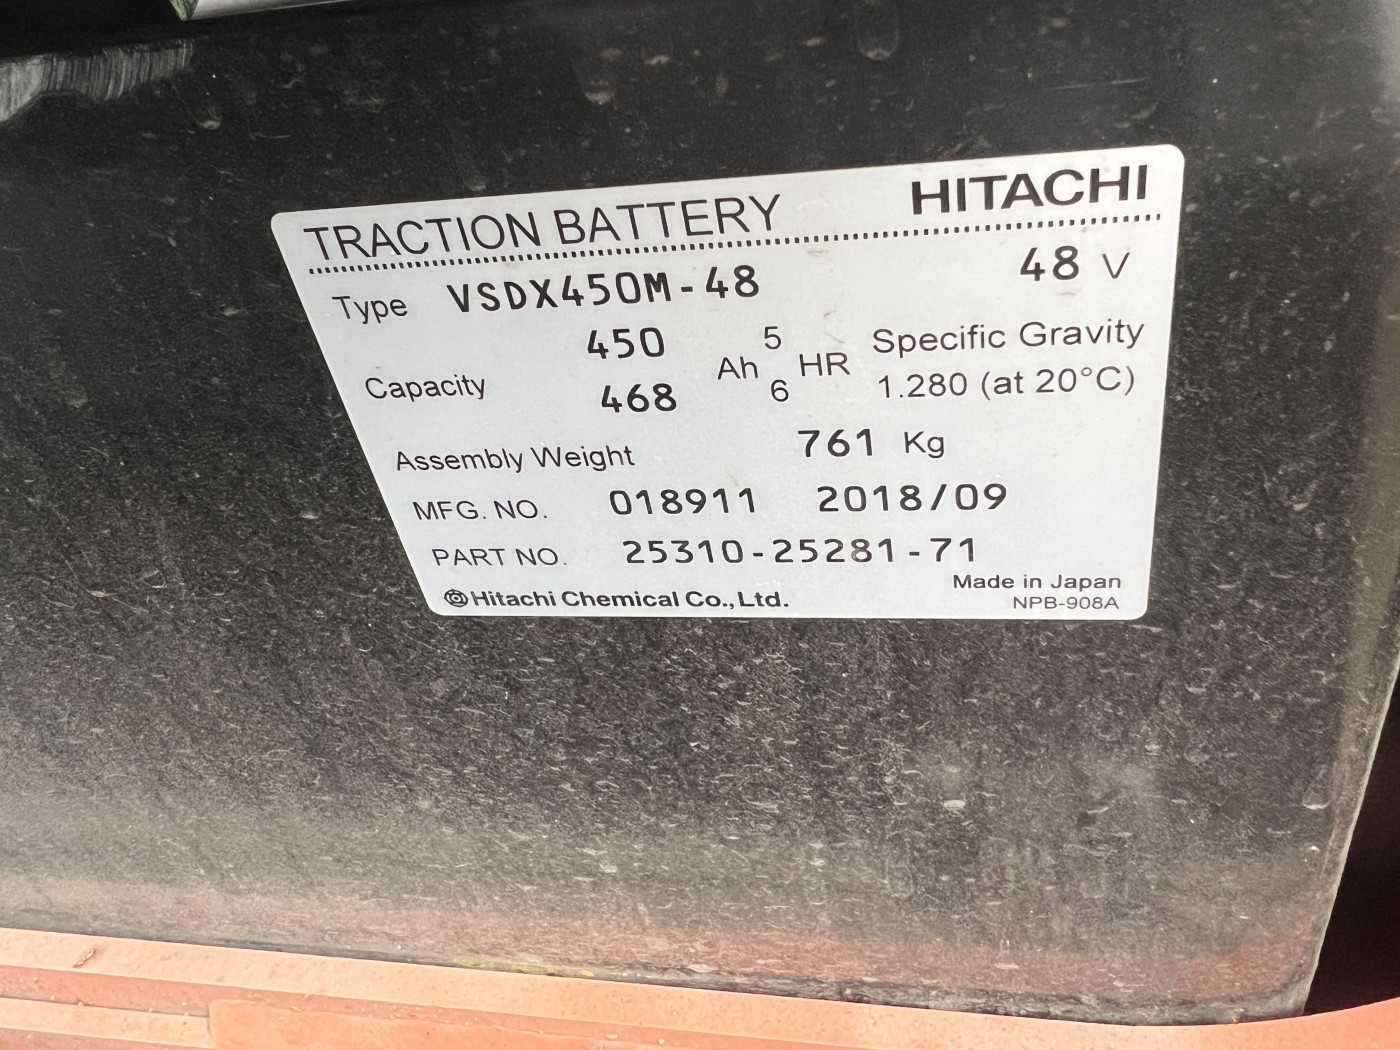 TRACTION BATTERY HITACHI
Type VSDX450M-48 48 V
450 5 Specific Gravity
Capacity Ah HR
468 6 1.280 (at 20°C)
Assembly Weight 761 Kg
MFG. NO. 018911 2018/09
PART NO. 25310-25281-71
Made in Japan
Hitachi Chemical Co., Ltd. NPB-908A